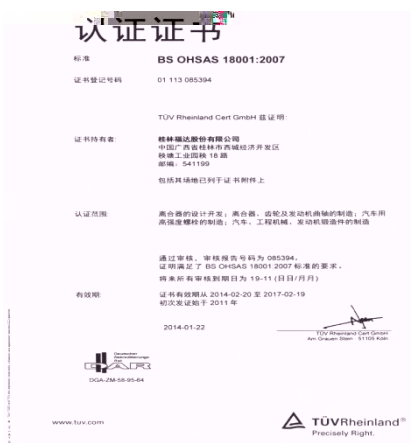 认证证书
标准 BS OHSAS 18001:2007
证书登记号码 01 113 085394
TÜV Rheinland Cert GmbH 兹证明:
证书持有者: 桂林福达股份有限公司
中国广西省桂林市西城经济开发区
秧塘工业园秧 18 路
邮编: 541199
包括其场地已列于证书附件上
认证范围: 离合器的设计开发; 离合器、齿轮及发动机曲轴的制造; 汽车用
高强度螺栓的制造; 汽车、工程机械、发动机锻造件的制造
通过审核, 审核报告号码为 085394,
证明满足了 BS OHSAS 18001:2007 标准的要求。
将来所有审核到期日为 19-11 (日日/月月)
有效期: 证书有效期从 2014-02-20 至 2017-02-19
初次发证始于 2011 年
2014-01-22
TÜV Rheinland Cert GmbH
Am Grauen Stein · 51105 Köln
Deutscher
Akkreditierungs
Rat
DAR
DGA-ZM-58-95-64
www.tuv.com
TÜVRheinland®
Precisely Right.